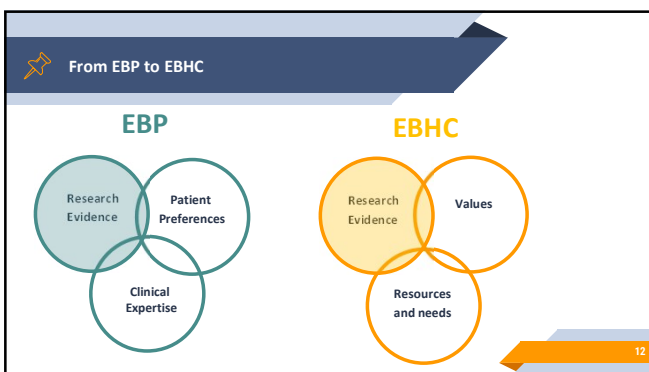 From EBP to EBHC
EBP
Research
Evidence
Patient
Preferences
Clinical
Expertise
EBHC
Research
Evidence
Values
Resources
and needs
12